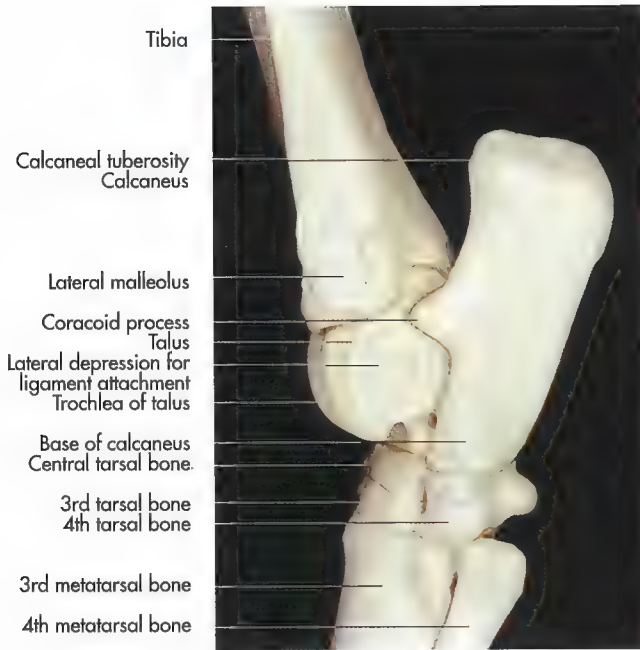 Tibia
Calcaneal tuberosity
Calcaneus
Lateral malleolus
Coracoid process
Talus
Lateral depression for
ligament attachment
Trochlea of talus
Base of calcaneus
Central tarsal bone
3rd tarsal bone
4th tarsal bone
3rd metatarsal bone
4th metatarsal bone